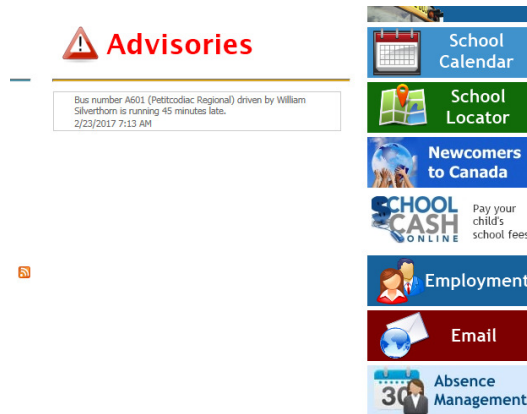 Advisories
Bus number A601 (Petitcodiac Regional) driven by William
Silverthorn is running 45 minutes late.
2/23/2017 7:13 AM
School
Calendar
School
Locator
Newcomers
to Canada
SCHOOL
CASH
ONLINE
Pay your
child's
school fees
Employment
Email
30
Absence
Management